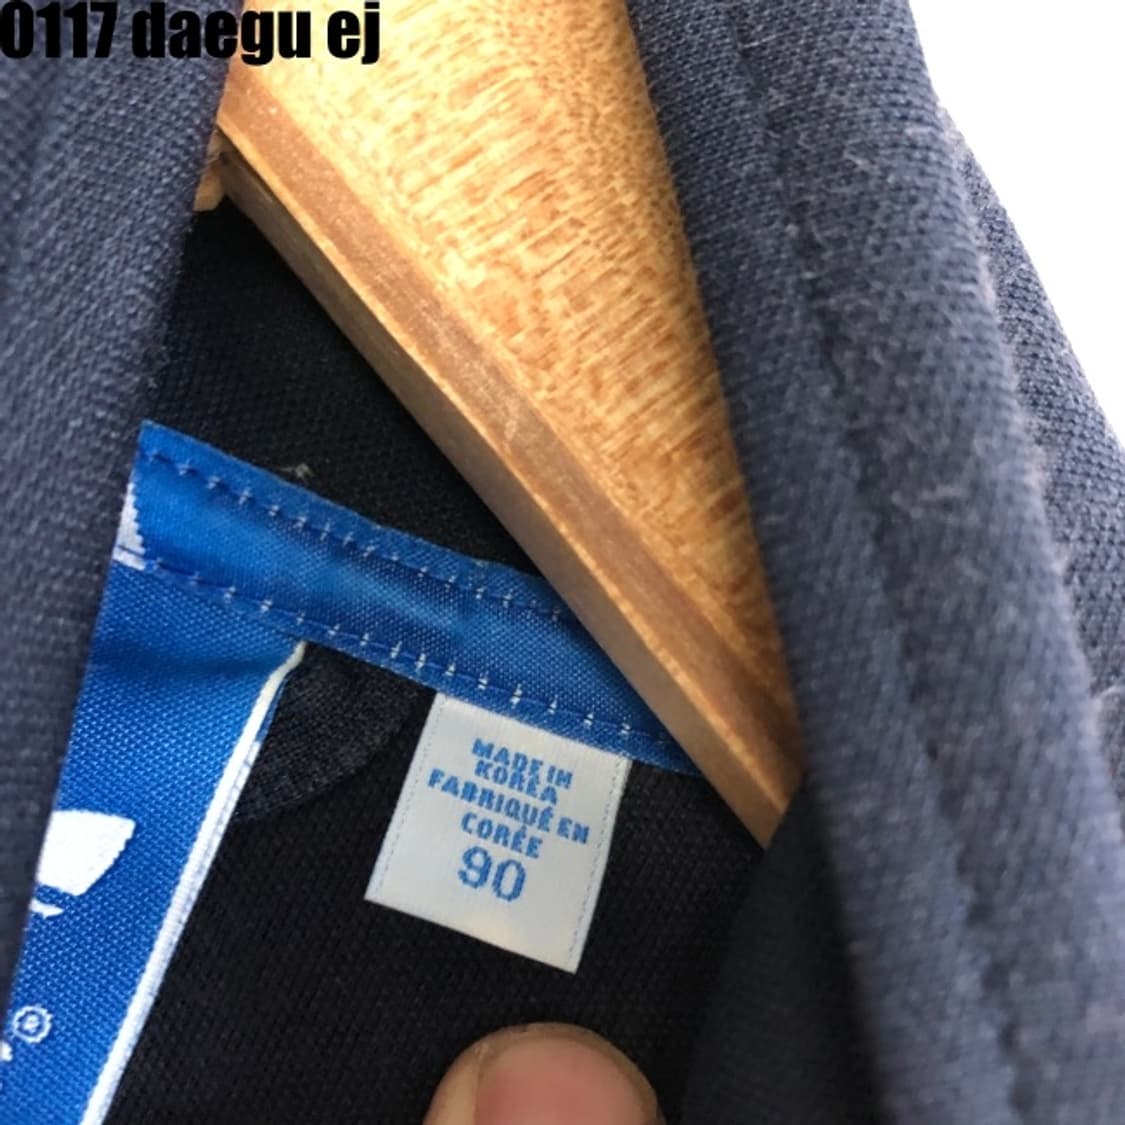 0117 daegu ej
MADE IN
KOREA
FABRIQUÉ EN
CORÉE
90
®